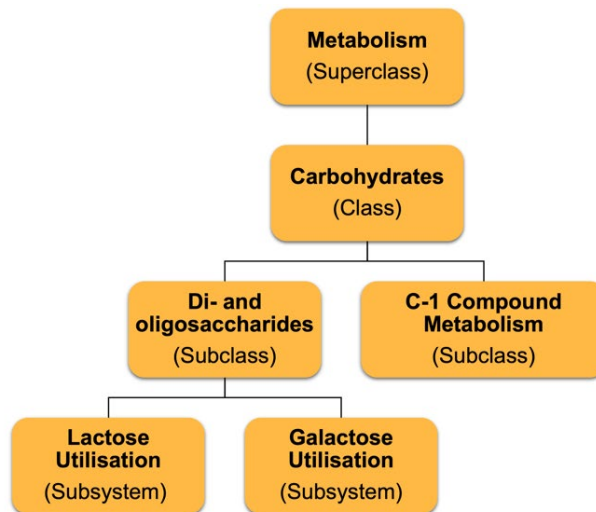 Metabolism
(Superclass)
Carbohydrates
(Class)
Di- and
oligosaccharides
(Subclass)
C-1 Compound
Metabolism
(Subclass)
Lactose
Utilisation
(Subsystem)
Galactose
Utilisation
(Subsystem)